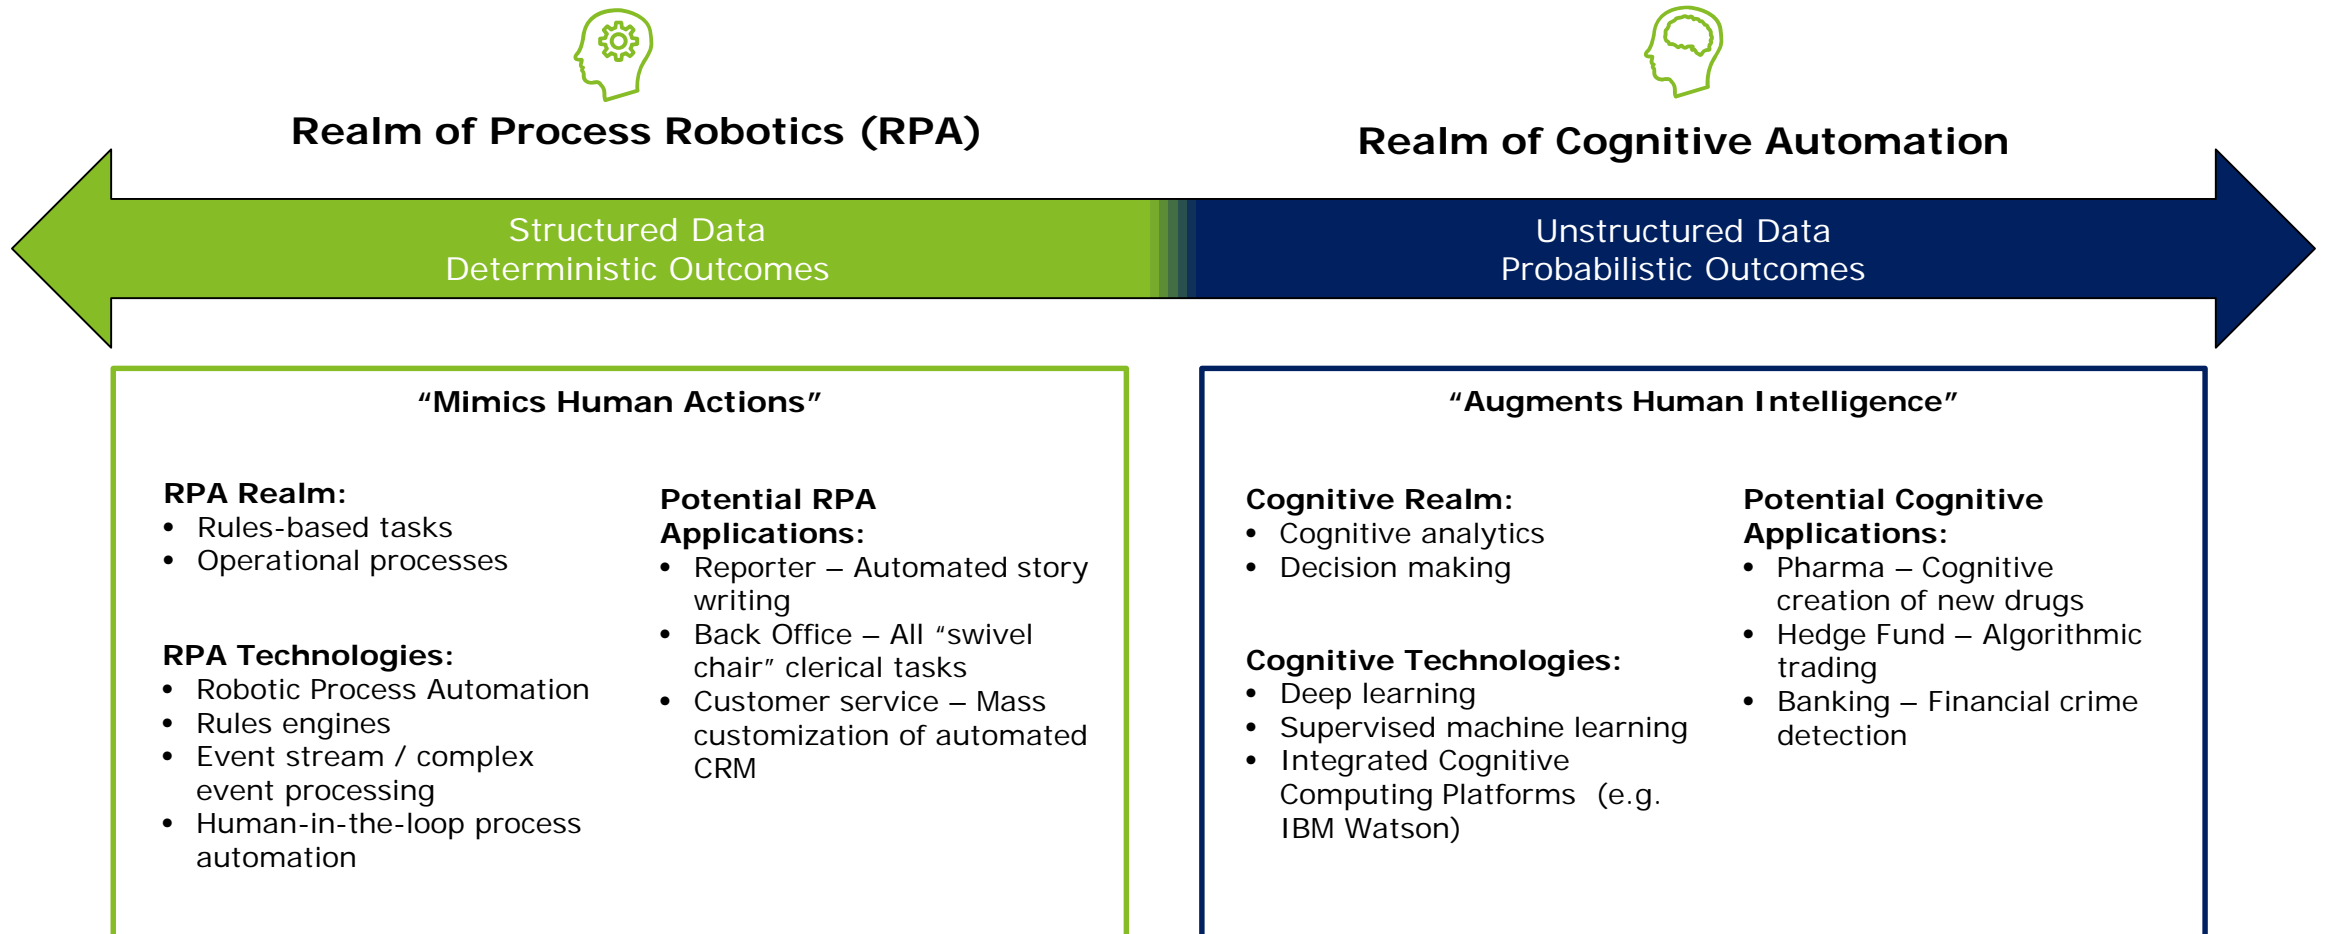 Realm of Process Robotics (RPA)
Realm of Cognitive Automation
Structured Data
Deterministic Outcomes
Unstructured Data
Probabilistic Outcomes
“Mimics Human Actions”
RPA Realm:
• Rules-based tasks
• Operational processes
RPA Technologies:
• Robotic Process Automation
• Rules engines
• Event stream / complex
event processing
• Human-in-the-loop process
automation
Potential RPA
Applications:
• Reporter – Automated story
writing
• Back Office – All “swivel
chair” clerical tasks
• Customer service – Mass
customization of automated
CRM
“Augments Human Intelligence”
Cognitive Realm:
• Cognitive analytics
• Decision making
Cognitive Technologies:
• Deep learning
• Supervised machine learning
• Integrated Cognitive
Computing Platforms (e.g.
IBM Watson)
Potential Cognitive
Applications:
• Pharma – Cognitive
creation of new drugs
• Hedge Fund – Algorithmic
trading
• Banking – Financial crime
detection